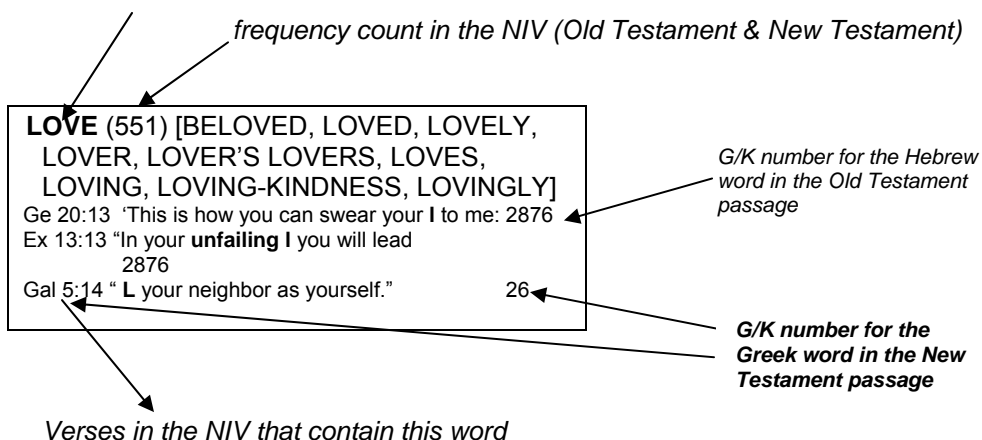 frequency count in the NIV (Old Testament & New Testament)
LOVE (551) [BELOVED, LOVED, LOVELY,
LOVER, LOVER’S LOVERS, LOVES,
LOVING, LOVING-KINDNESS, LOVINGLY]
Ge 20:13 ‘This is how you can swear your l to me: 2876
Ex 13:13 “In your unfailing l you will lead
2876
Gal 5:14 “ L your neighbor as yourself.” 26
G/K number for the Hebrew
word in the Old Testament
passage
G/K number for the
Greek word in the New
Testament passage
Verses in the NIV that contain this word